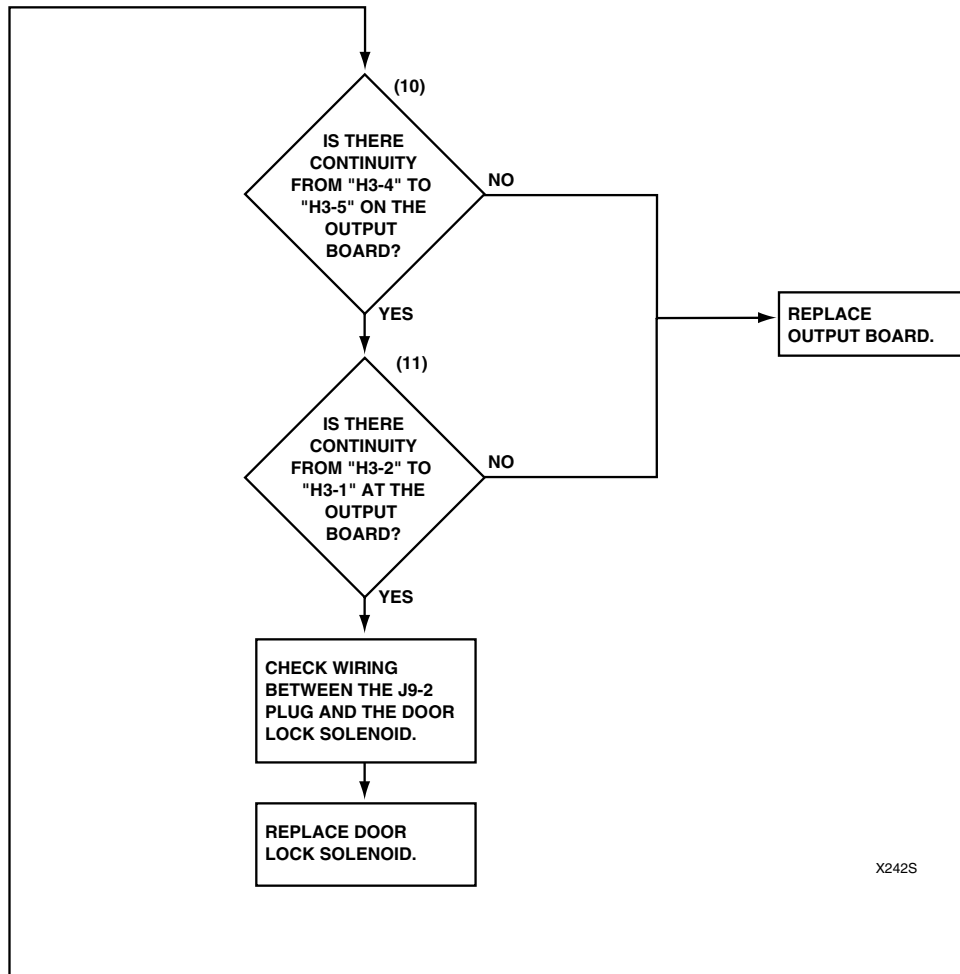 (10)
IS THERE
CONTINUITY
FROM "H3-4" TO
"H3-5" ON THE
OUTPUT
BOARD?
NO
YES
REPLACE
OUTPUT BOARD.
(11)
IS THERE
CONTINUITY
FROM "H3-2" TO
"H3-1" AT THE
OUTPUT
BOARD?
NO
YES
CHECK WIRING
BETWEEN THE J9-2
PLUG AND THE DOOR
LOCK SOLENOID.
REPLACE DOOR
LOCK SOLENOID.
X242S